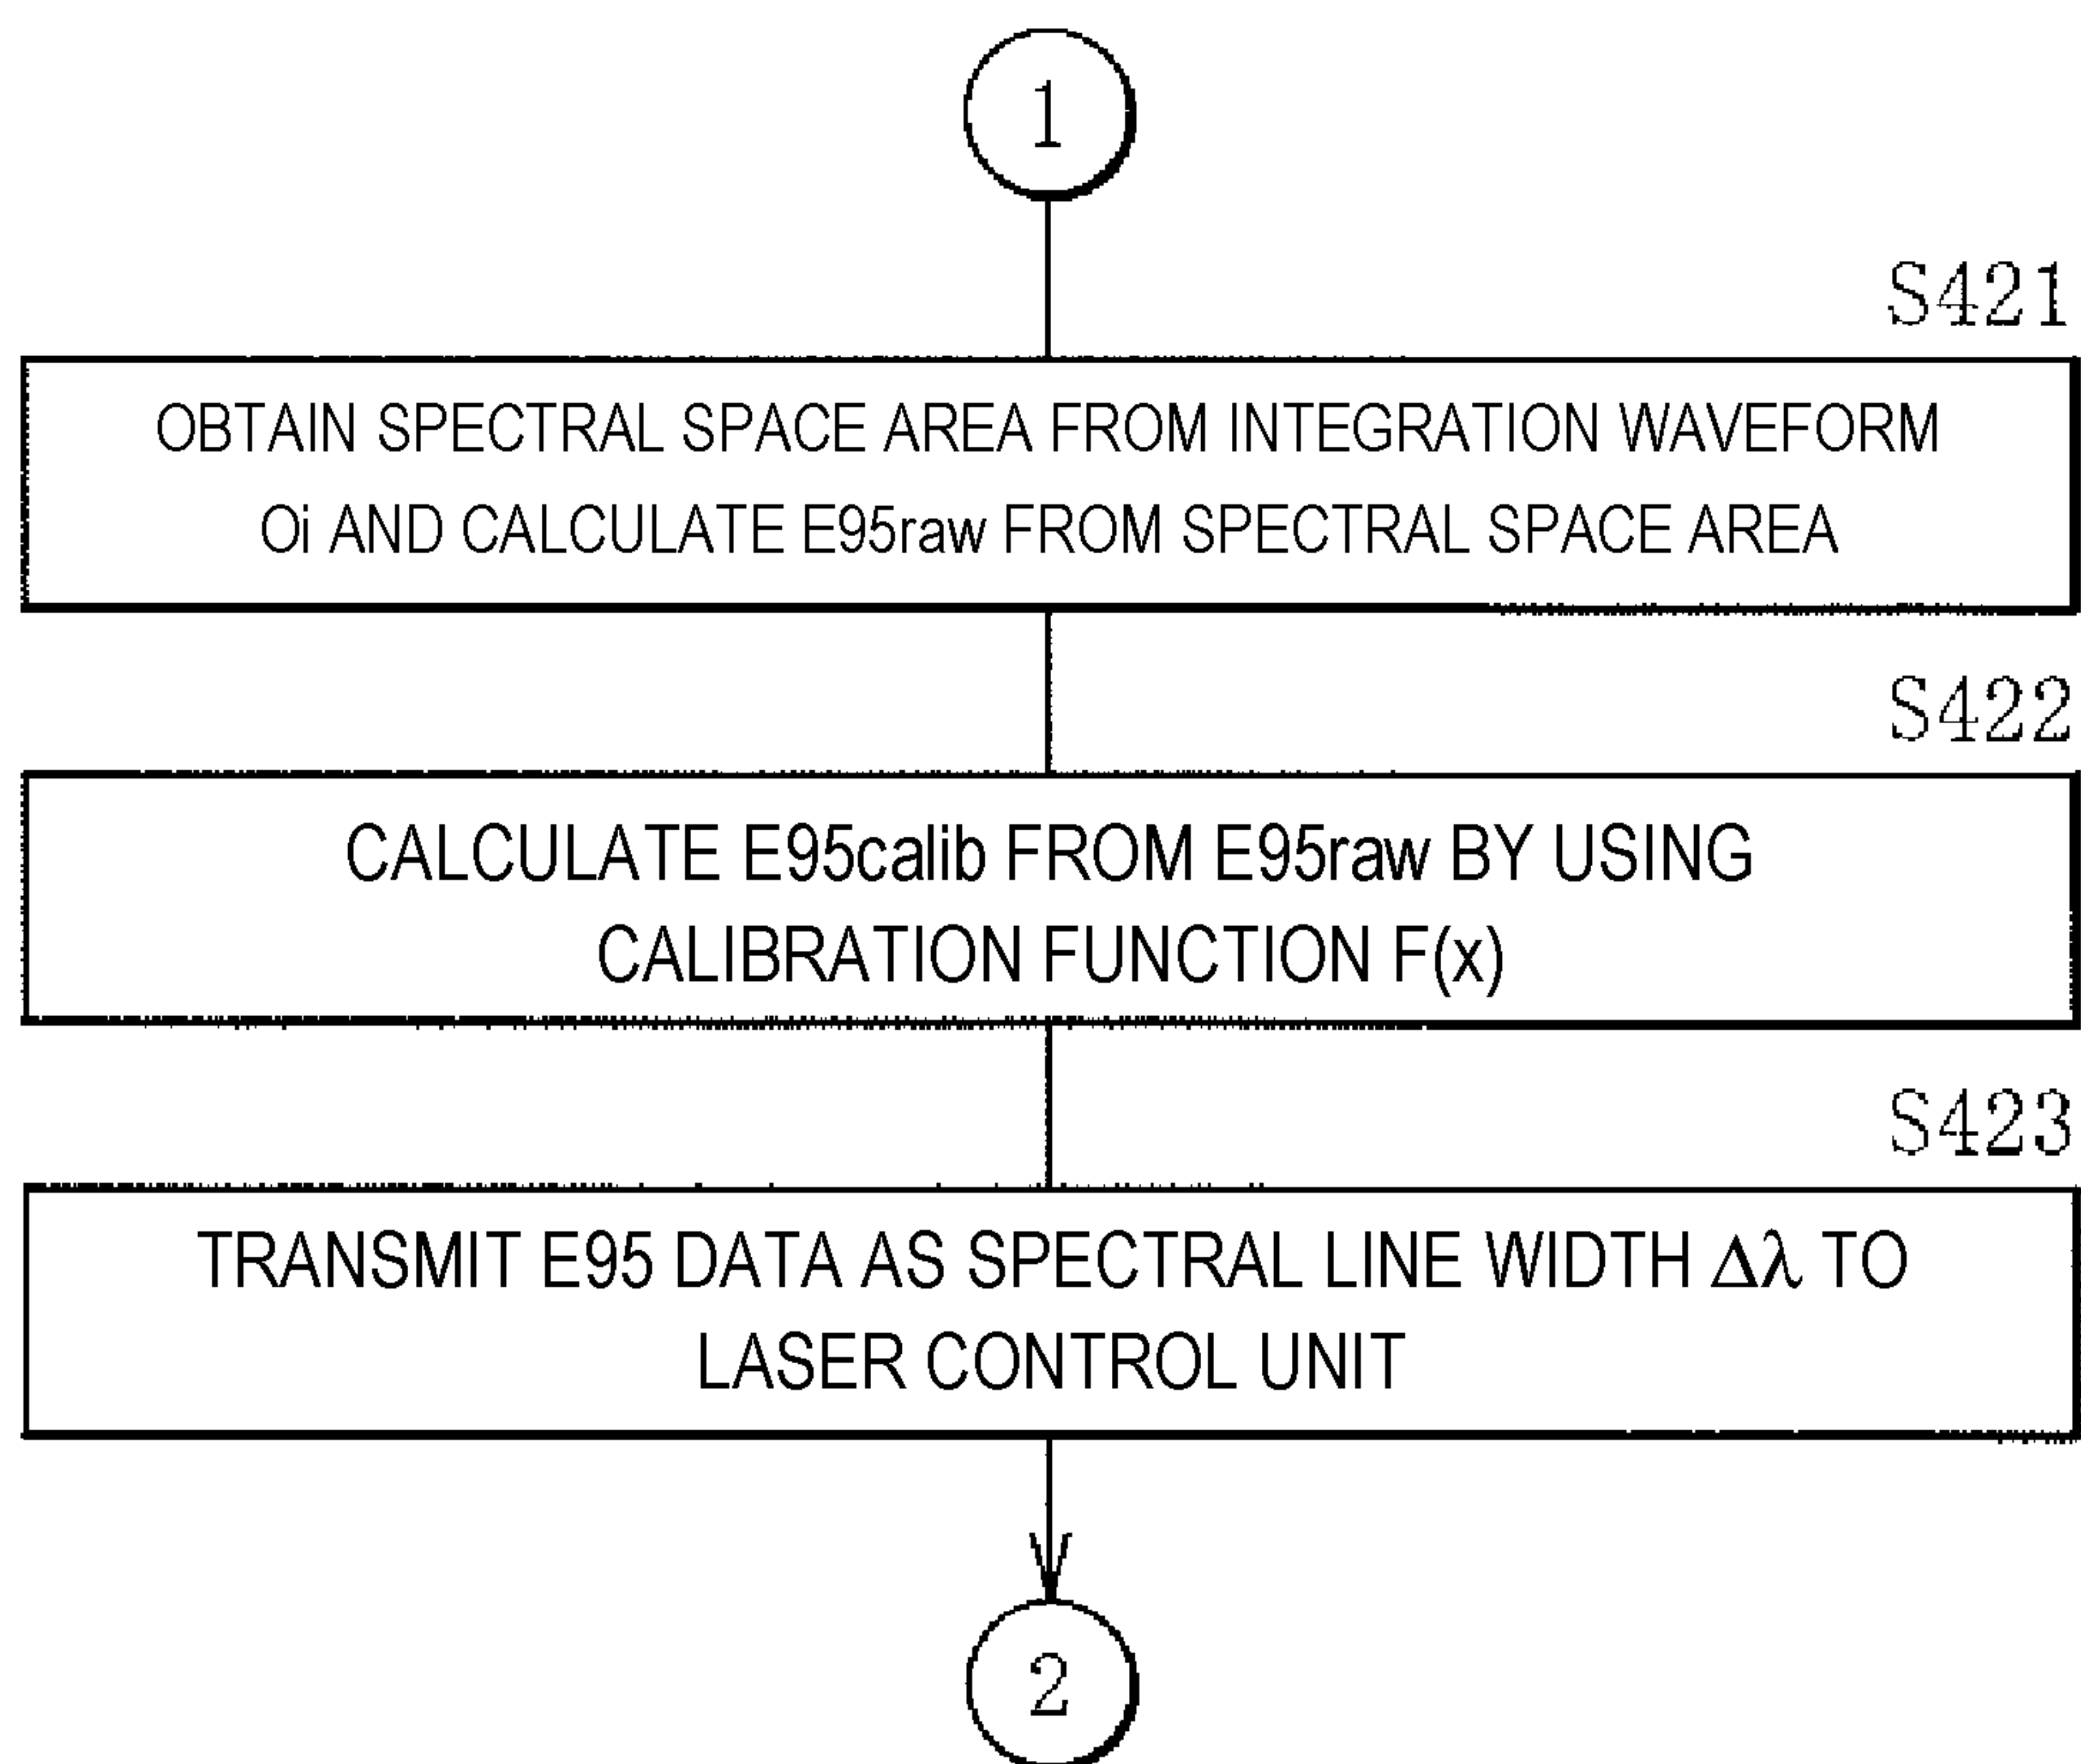 1
S421
OBTAIN SPECTRAL SPACE AREA FROM INTEGRATION WAVEFORM
Oi AND CALCULATE E95raw FROM SPECTRAL SPACE AREA
S422
CALCULATE E95calib FROM E95raw BY USING
CALIBRATION FUNCTION F(x)
S423
TRANSMIT E95 DATA AS SPECTRAL LINE WIDTH Δλ TO
LASER CONTROL UNIT
2